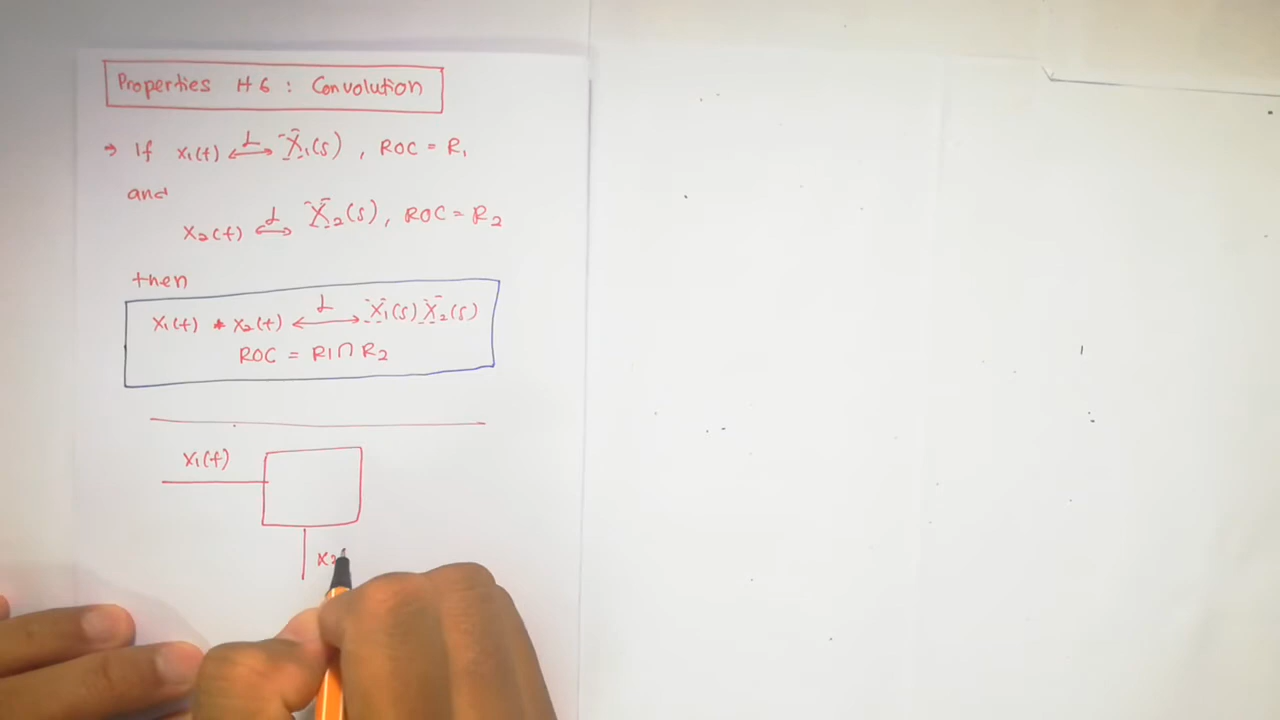 Properties # 6 : Convolution
⇒ If x₁(t) ↔ᴸ X₁(s) , ROC = R₁
and
x₂(t) ↔ᴸ X₂(s), ROC = R₂
then
x₁(t) * x₂(t) ↔ᴸ X₁(s) X₂(s)
ROC = R1 ∩ R₂
x₁(t)
x₂